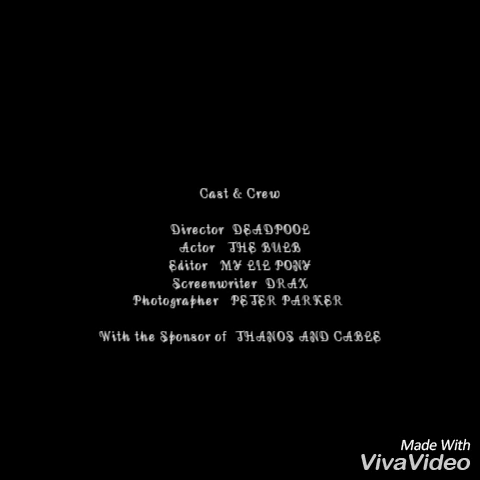 Cast & Crew
Director DEADPOOL
Actor THE BULB
Editor MY LIL PONY
Screenwriter DRAX
Photographer PETER PARKER
With the Sponsor of THANOS AND CABLE
Made With
VivaVideo